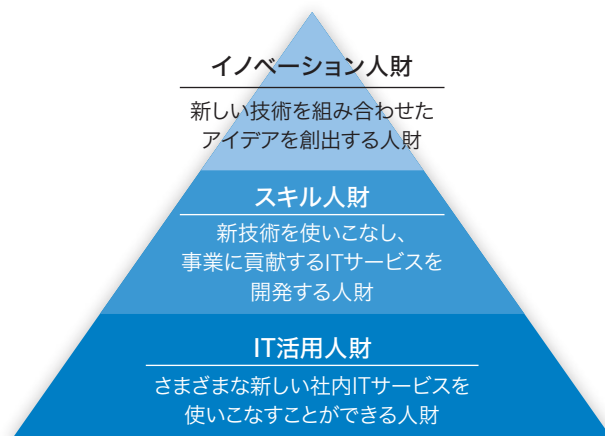 イノベーション人財
新しい技術を組み合わせた
アイデアを創出する人財
スキル人財
新技術を使いこなし、
事業に貢献するITサービスを
開発する人財
IT活用人財
さまざまな新しい社内ITサービスを
使いこなすことができる人財